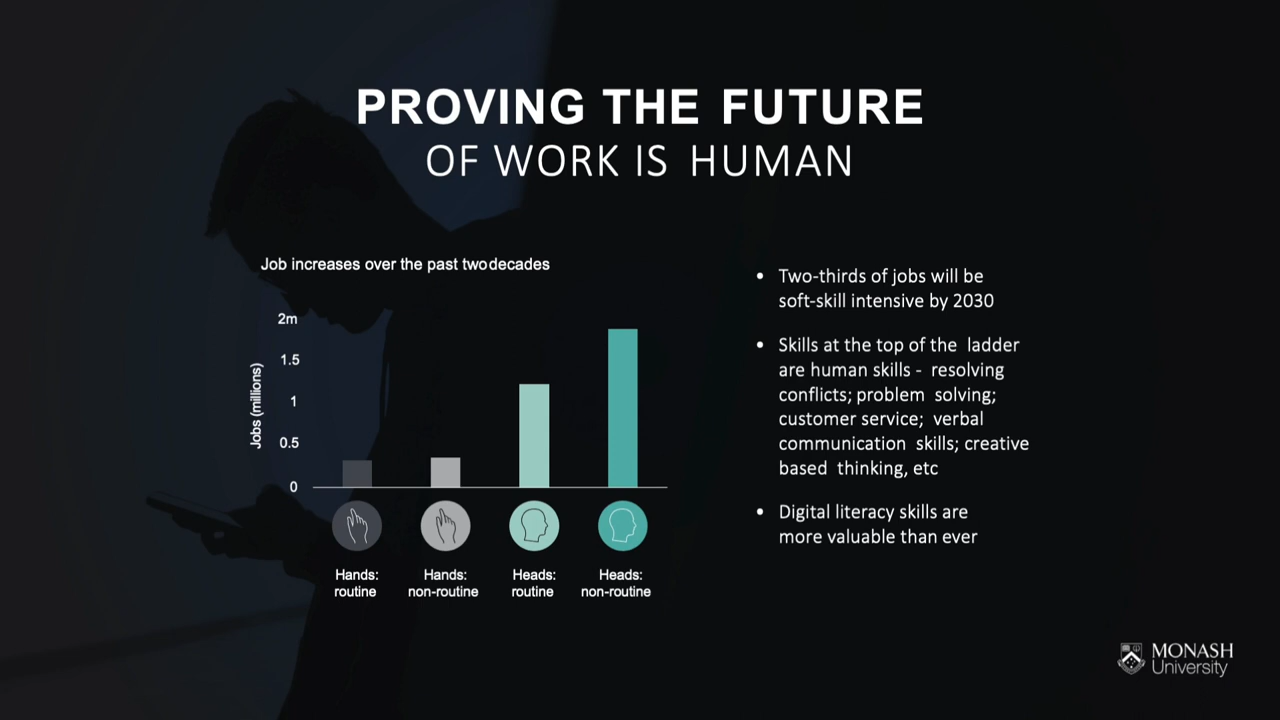 PROVING THE FUTURE
OF WORK IS HUMAN
Job increases over the past two decades
Jobs (millions)
2m
1.5
1
0.5
0
Hands:
routine
Hands:
non-routine
Heads:
routine
Heads:
non-routine
• Two-thirds of jobs will be
soft-skill intensive by 2030
• Skills at the top of the ladder
are human skills - resolving
conflicts; problem solving;
customer service; verbal
communication skills; creative
based thinking, etc
• Digital literacy skills are
more valuable than ever
MONASH
University